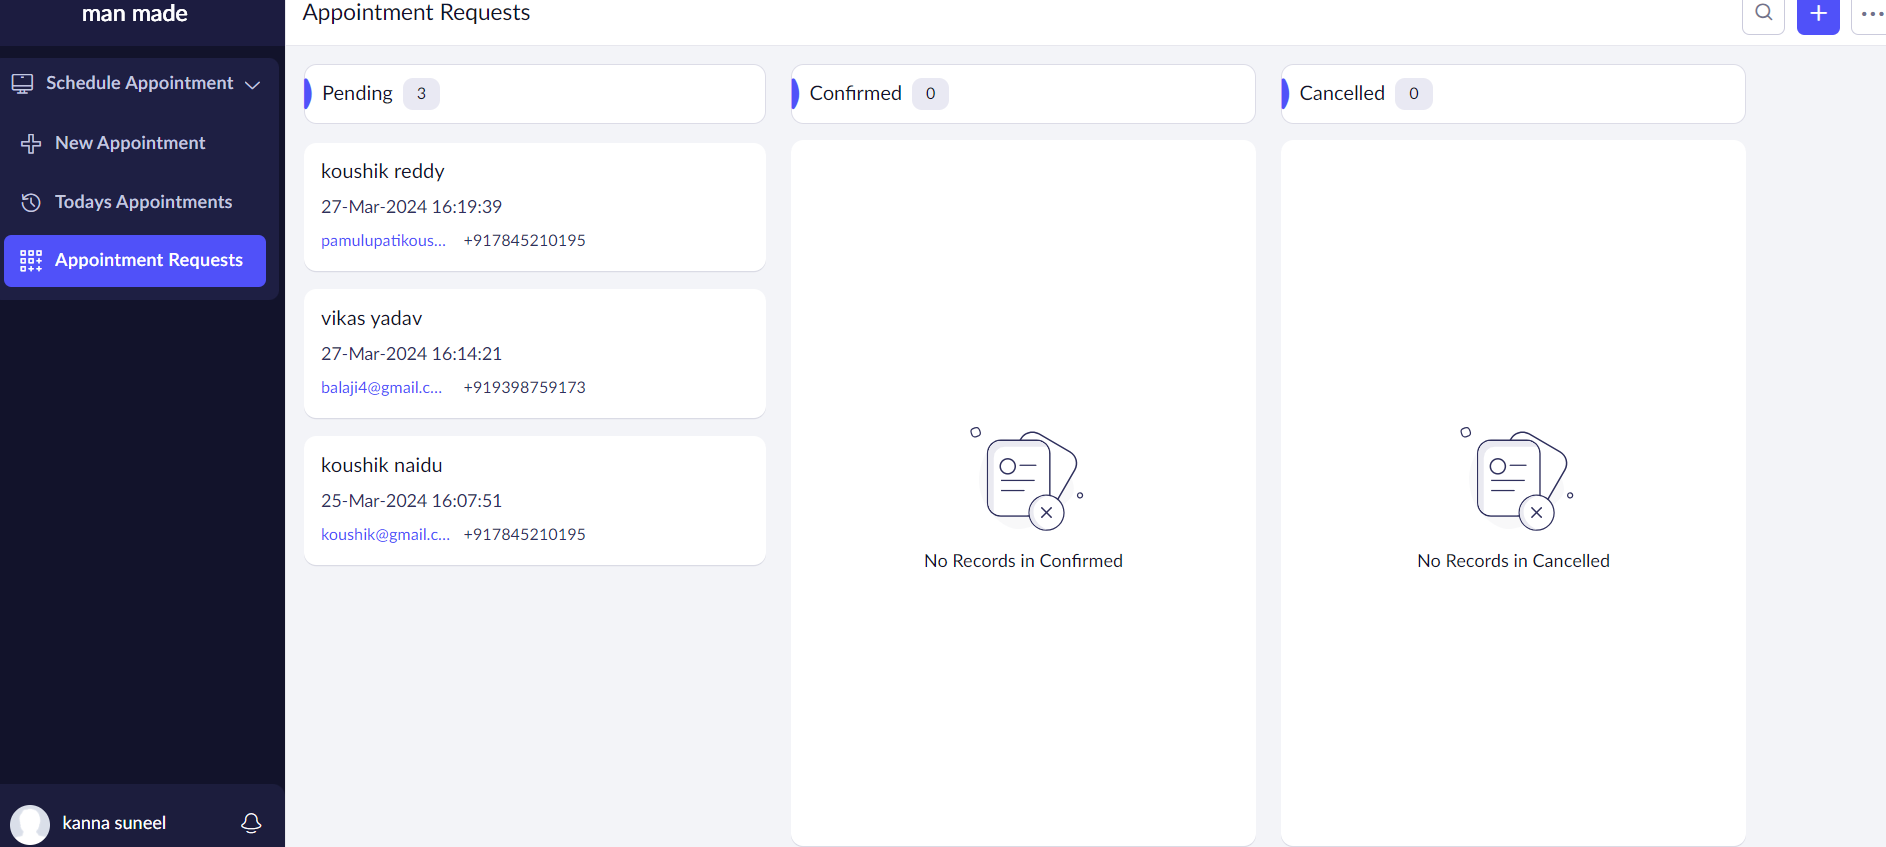 man made
Schedule Appointment
New Appointment
Todays Appointments
Appointment Requests
kanna suneel
Appointment Requests
Pending 3
koushik reddy
27-Mar-2024 16:19:39
pamulupatikous... +917845210195
vikas yadav
27-Mar-2024 16:14:21
balaji4@gmail.c... +919398759173
koushik naidu
25-Mar-2024 16:07:51
koushik@gmail.c... +917845210195
Confirmed 0
No Records in Confirmed
Cancelled 0
No Records in Cancelled